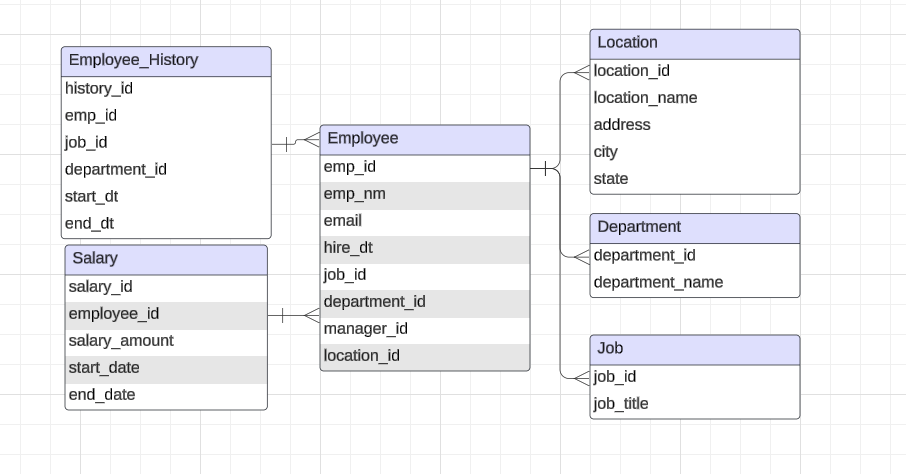 Employee_History
history_id
emp_id
job_id
department_id
start_dt
end_dt
Salary
salary_id
employee_id
salary_amount
start_date
end_date
Employee
emp_id
emp_nm
email
hire_dt
job_id
department_id
manager_id
location_id
Location
location_id
location_name
address
city
state
Department
department_id
department_name
Job
job_id
job_title